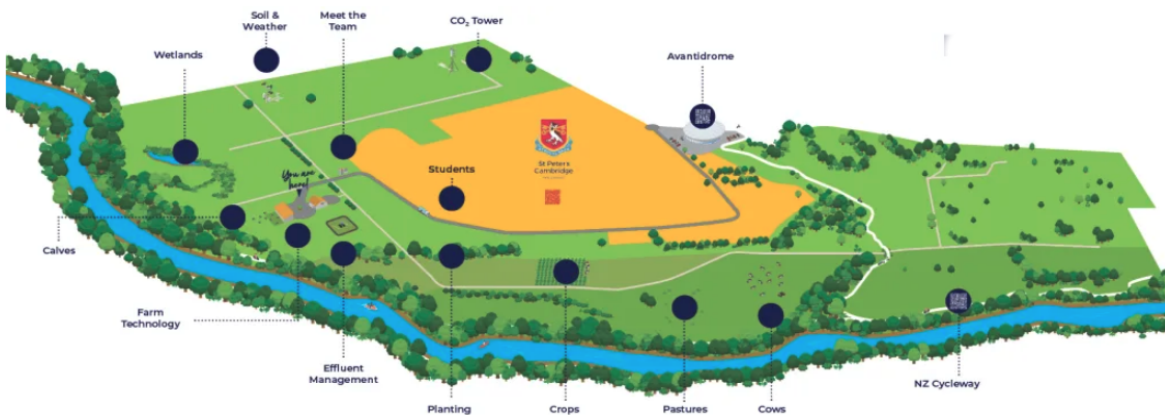 Soil &
Weather
Meet the
Team
CO₂ Tower
Wetlands
Avantidrome
St Peter's
Cambridge
Students
You are
here!
Calves
Farm
Technology
Effluent
Management
Planting
Crops
Pastures
Cows
NZ Cycleway